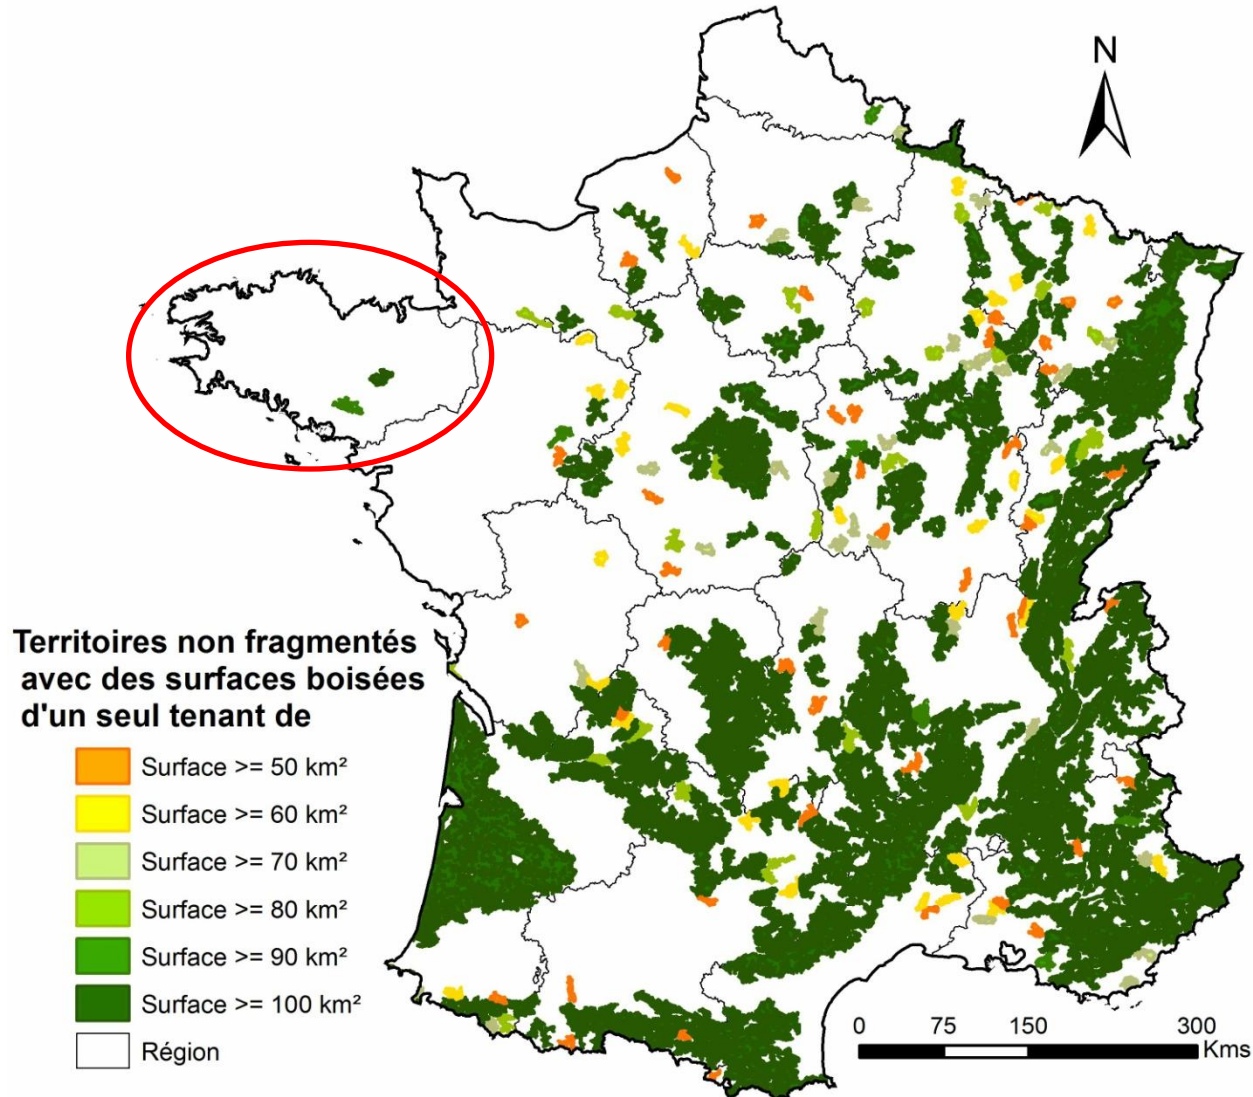 N
Territoires non fragmentés
avec des surfaces boisées
d'un seul tenant de
Surface >= 50 km²
Surface >= 60 km²
Surface >= 70 km²
Surface >= 80 km²
Surface >= 90 km²
Surface >= 100 km²
Région
0 75 150 300
Kms